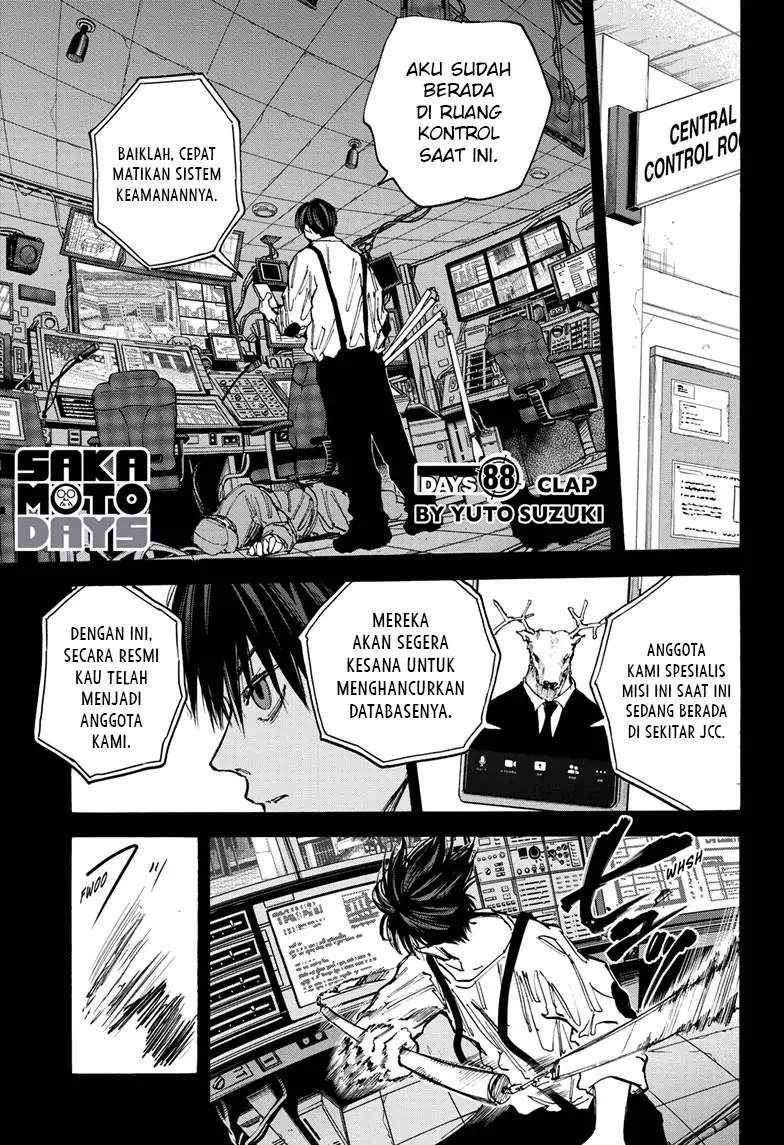 CENTRAL
CONTROL ROO
AKU SUDAH
BERADA
DI RUANG
KONTROL
SAAT INI.
BAIKLAH, CEPAT
MATIKAN SISTEM
KEAMANANNYA.
SAKA
MOTO
DAYS
DAYS 88 CLAP
BY YUTO SUZUKI
ANGGOTA
KAMI SPESIALIS
MISI INI SAAT INI
SEDANG BERADA
DI SEKITAR JCC.
MEREKA
AKAN SEGERA
KESANA UNTUK
MENGHANCURKAN
DATABASENYA.
DENGAN INI,
SECARA RESMI
KAU TELAH
MENJADI
ANGGOTA
KAMI.
WHSH
FWOO